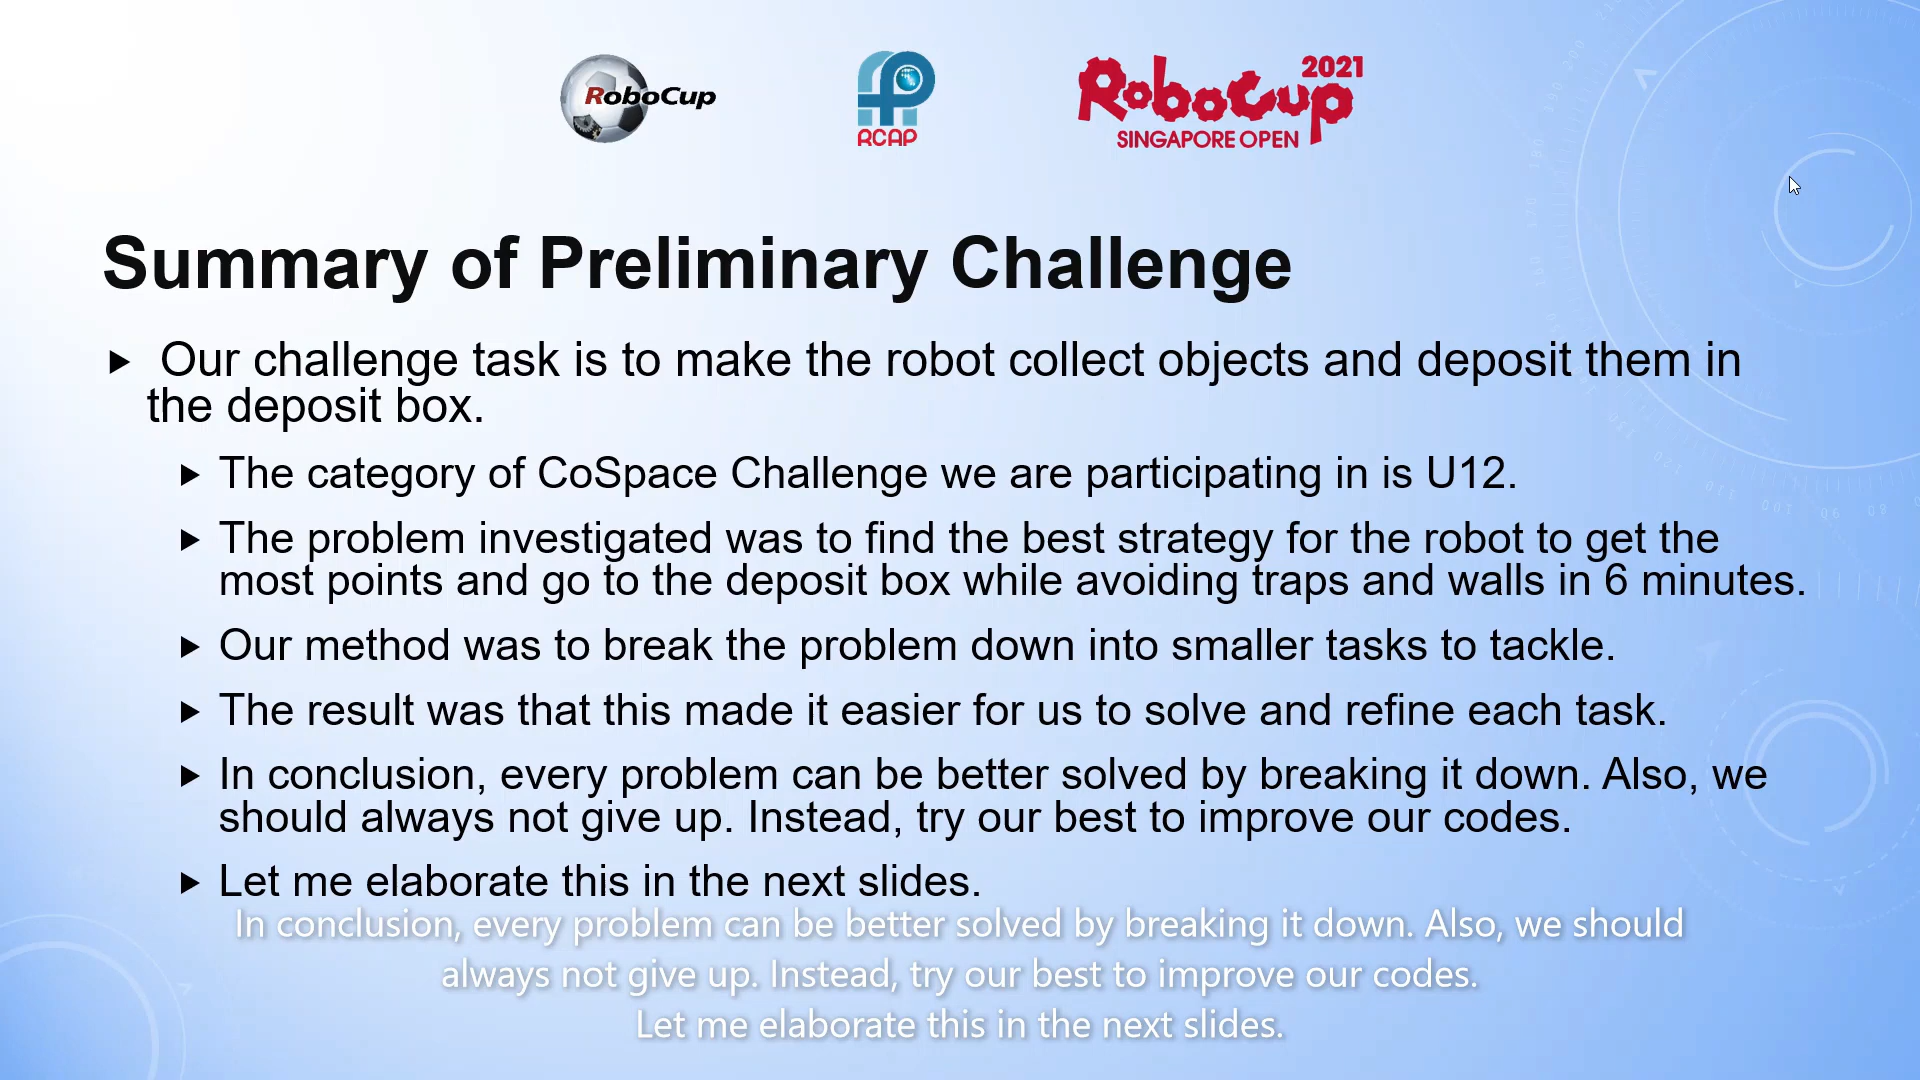 RoboCup
RCAP
2021
RoboCup
SINGAPORE OPEN
Summary of Preliminary Challenge
Our challenge task is to make the robot collect objects and deposit them in
the deposit box.
The category of CoSpace Challenge we are participating in is U12.
The problem investigated was to find the best strategy for the robot to get the
most points and go to the deposit box while avoiding traps and walls in 6 minutes.
Our method was to break the problem down into smaller tasks to tackle.
The result was that this made it easier for us to solve and refine each task.
In conclusion, every problem can be better solved by breaking it down. Also, we
should always not give up. Instead, try our best to improve our codes.
Let me elaborate this in the next slides.
In conclusion, every problem can be better solved by breaking it down. Also, we should
always not give up. Instead, try our best to improve our codes.
Let me elaborate this in the next slides.